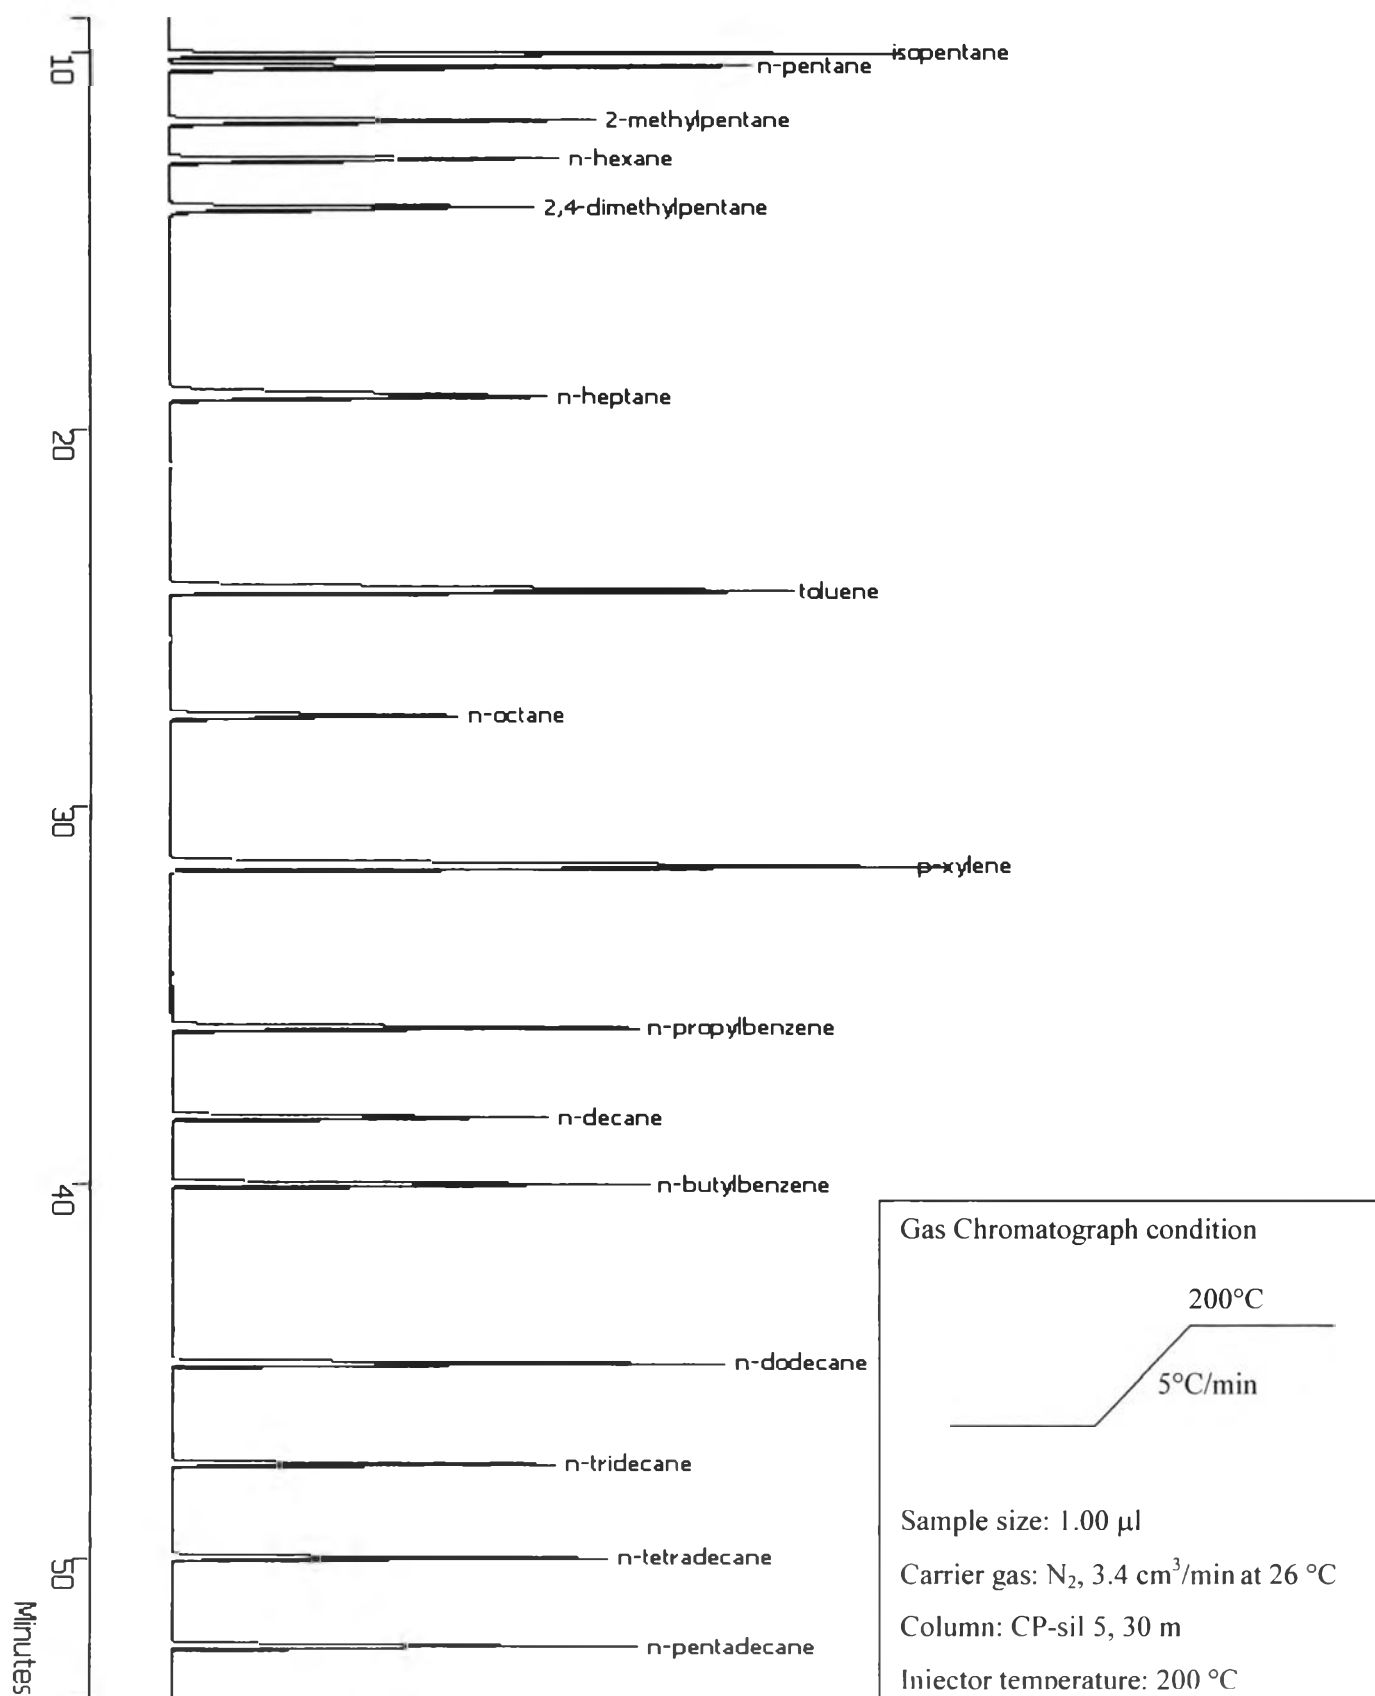 10
isopentane
n-pentane
2-methylpentane
n-hexane
2,4-dimethylpentane
n-heptane
20
toluene
n-octane
30
p-xylene
n-propylbenzene
n-decane
40
n-butylbenzene
n-dodecane
n-tridecane
50
n-tetradecane
n-pentadecane
Minutes
Gas Chromatograph condition
200°C
5°C/min
Sample size: 1.00 µl
Carrier gas: N₂, 3.4 cm³/min at 26 °C
Column: CP-sil 5, 30 m
Injector temperature: 200 °C